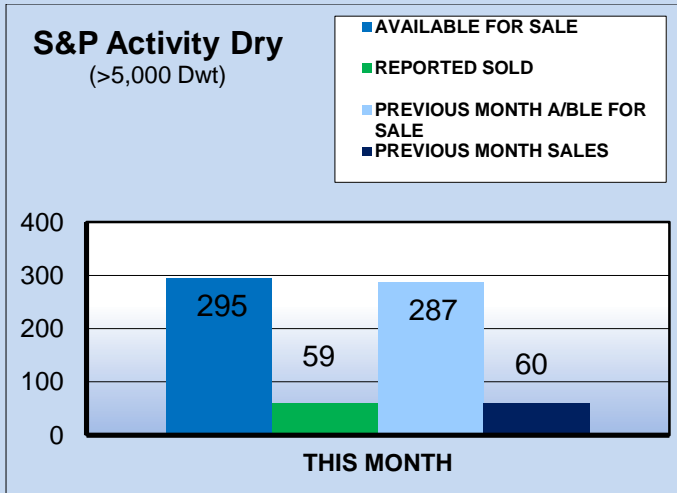 S&P Activity Dry
(>5,000 Dwt)
AVAILABLE FOR SALE
REPORTED SOLD
PREVIOUS MONTH A/BLE FOR
SALE
PREVIOUS MONTH SALES
400
300
200
100
0
295
59
287
60
THIS MONTH